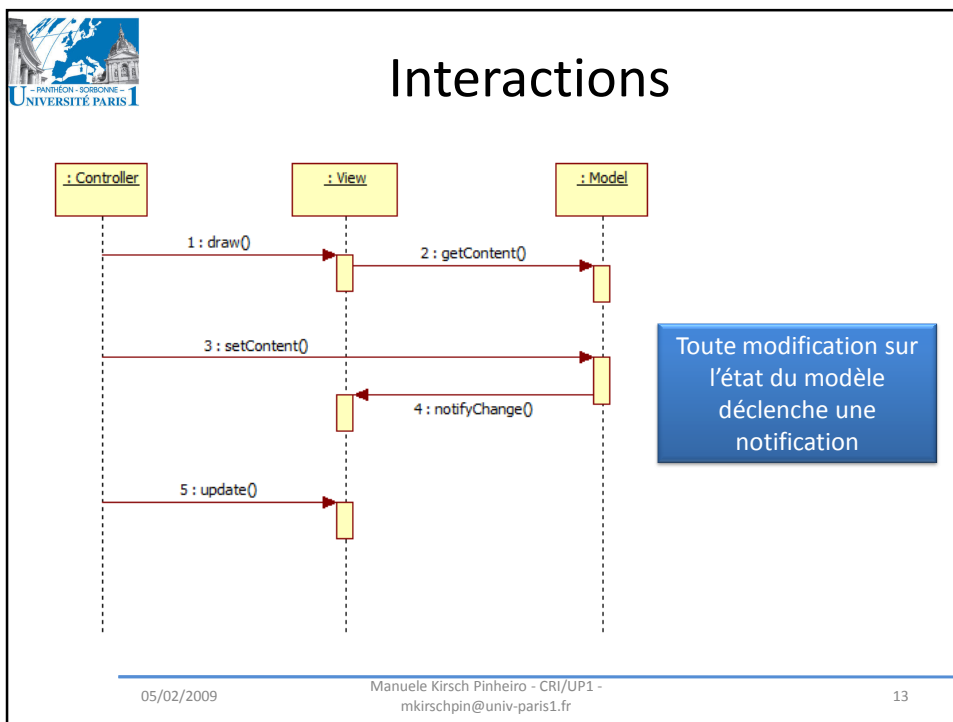 – PANTHÉON - SORBONNE –
UNIVERSITÉ PARIS 1
Interactions
: Controller
: View
: Model
1 : draw()
2 : getContent()
3 : setContent()
4 : notifyChange()
5 : update()
Toute modification sur
l'état du modèle
déclenche une
notification
05/02/2009
Manuele Kirsch Pinheiro - CRI/UP1 -
mkirschpin@univ-paris1.fr
13